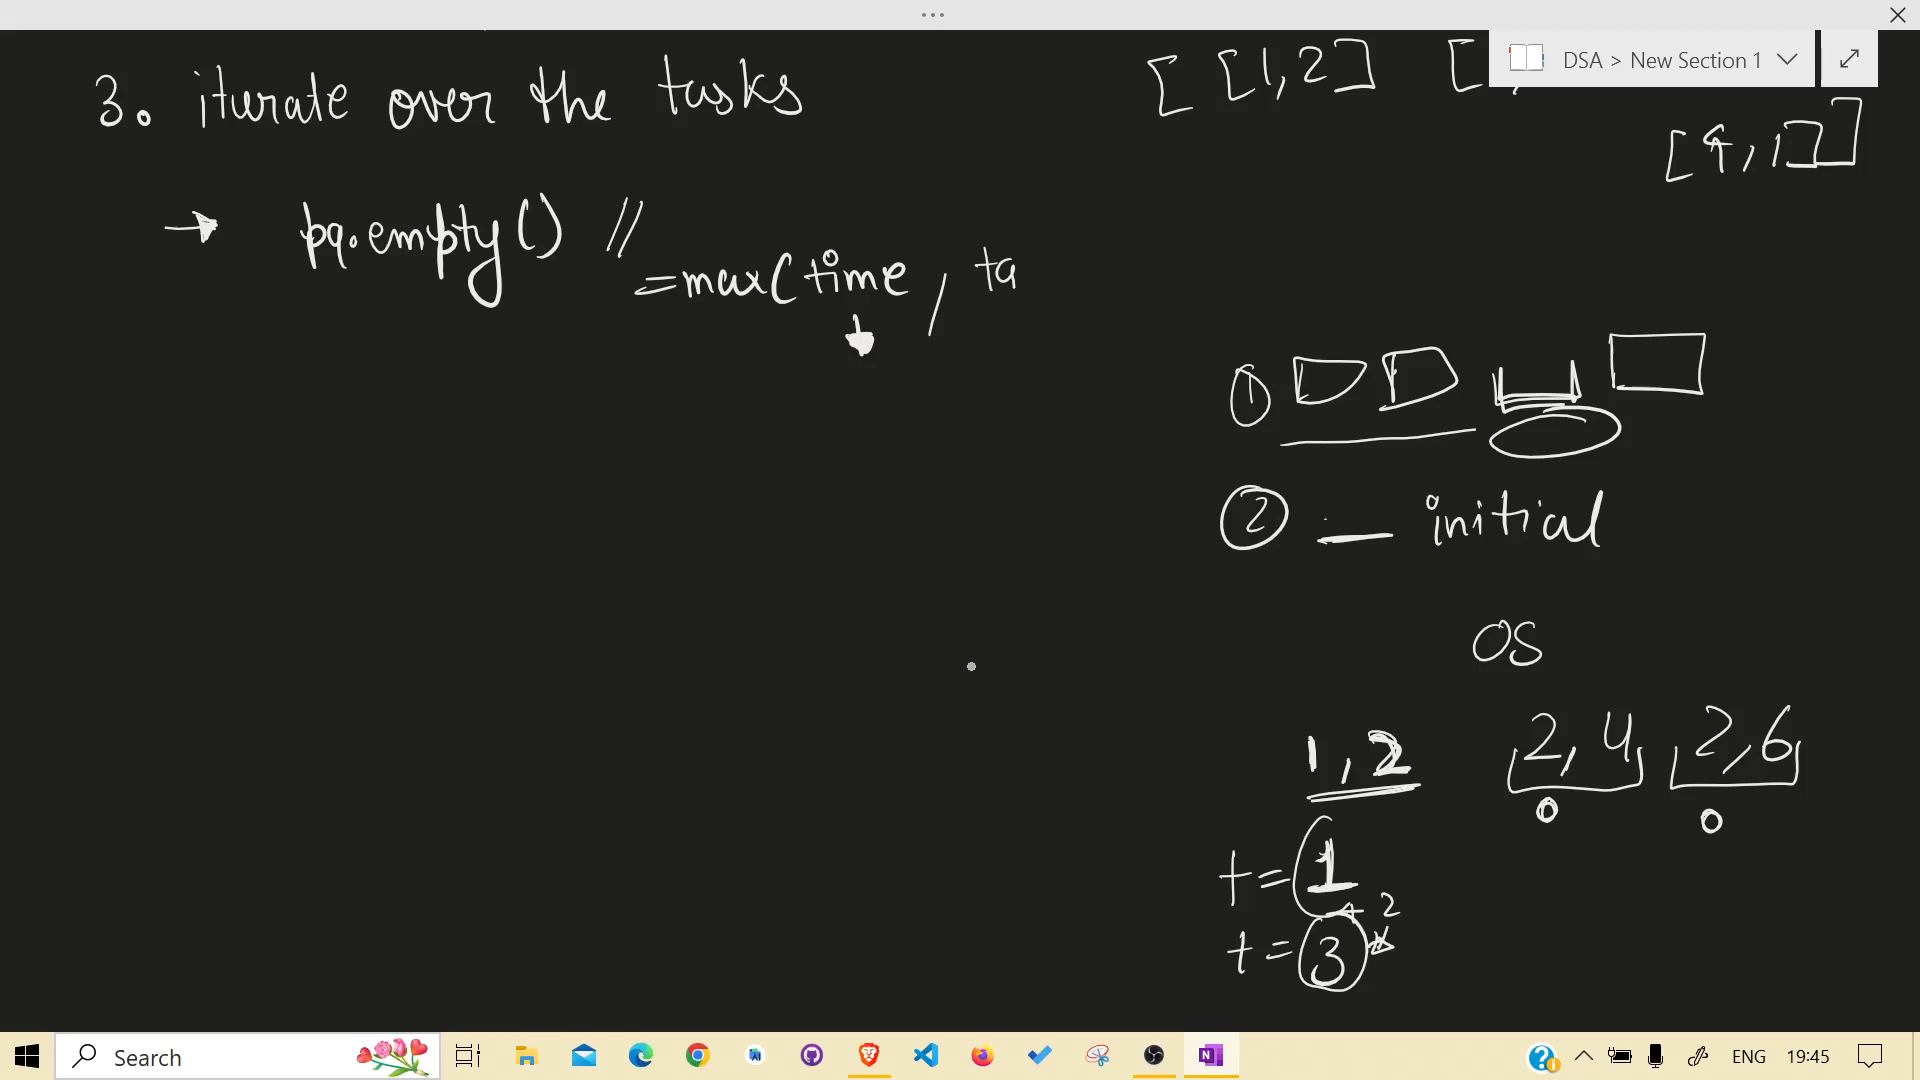 DSA > New Section 1
3. iturate over the tasks
[ [1,2] [
[4,1]]
→ pq.empty() //
=max(time, ta
① 
② — initial
OS
1,2 2,4 2,6
0 0
t=1
+2
t=3
Search
ENG 19:45